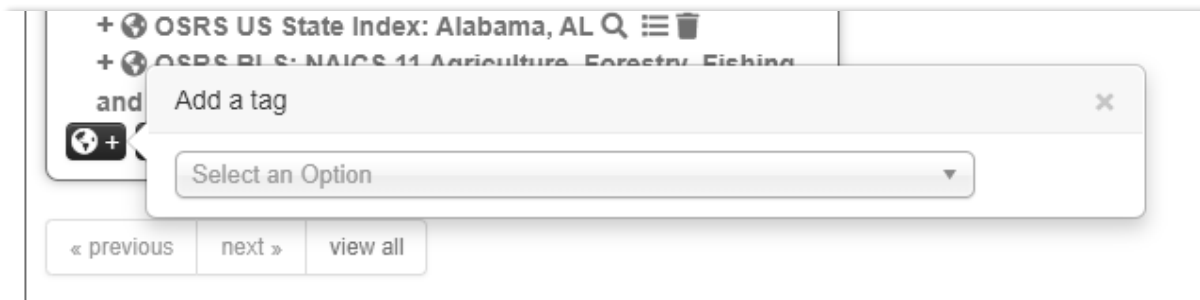 + OSRS US State Index: Alabama, AL
+ OSRS BLS: NAICS 11 Agriculture, Forestry, Fishing
and
Add a tag ×
+
Select an Option
« previous next » view all